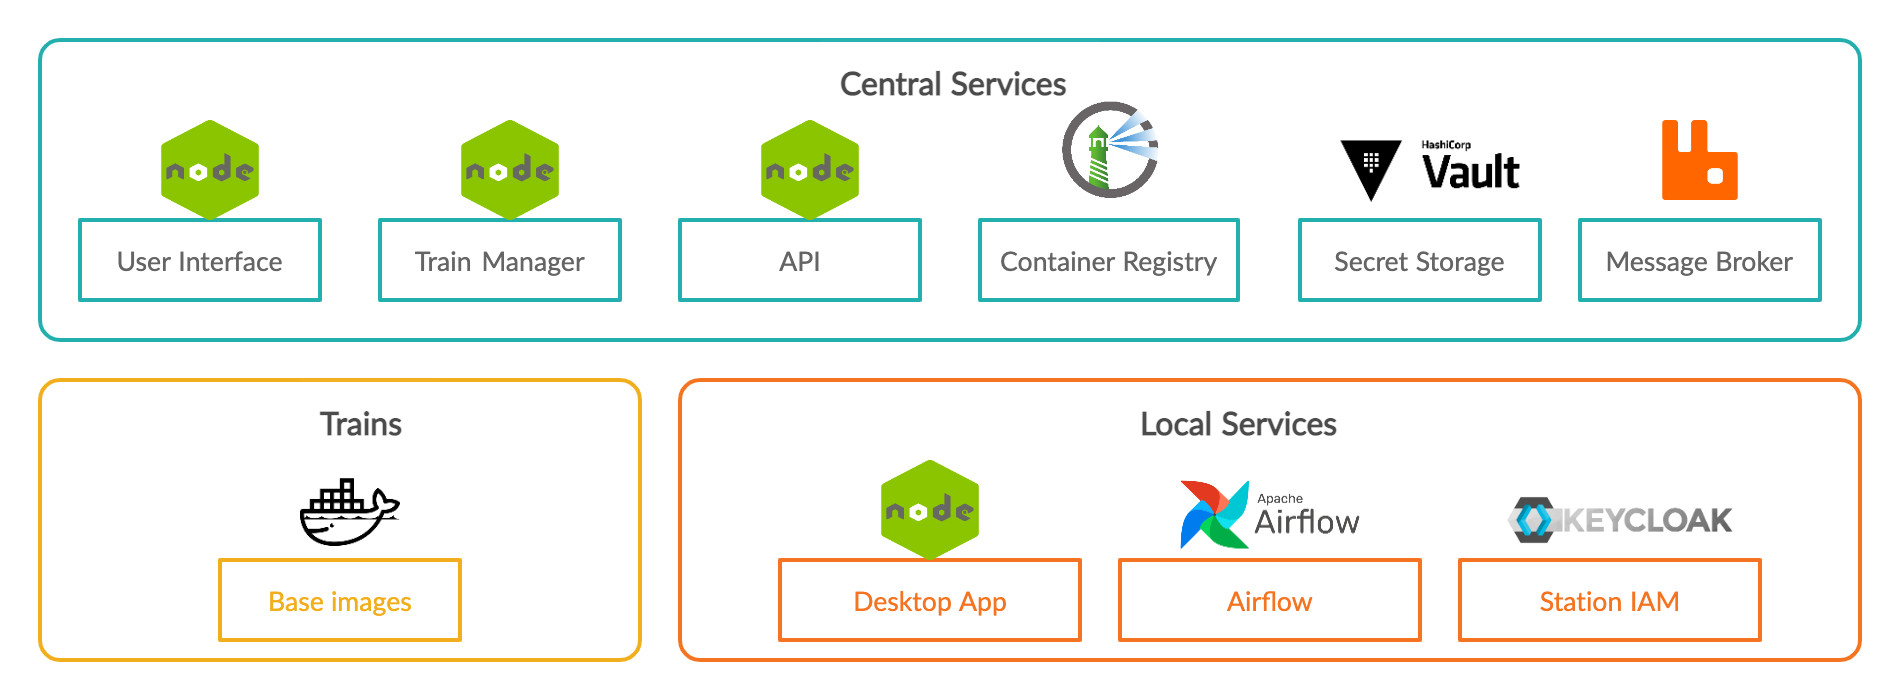 Central Services
node
node
node
HashiCorp
Vault
User Interface
Train Manager
API
Container Registry
Secret Storage
Message Broker
Trains
Base images
Local Services
node
Apache
Airflow
KEYCLOAK
Desktop App
Airflow
Station IAM